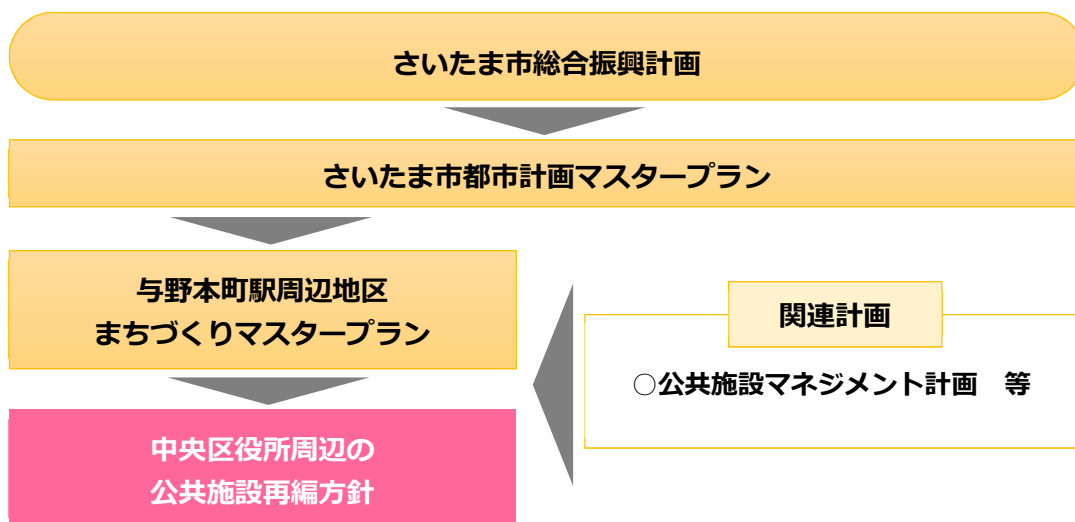 さいたま市総合振興計画
さいたま市都市計画マスタープラン
与野本町駅周辺地区
まちづくりマスタープラン
関連計画
○公共施設マネジメント計画　等
中央区役所周辺の
公共施設再編方針